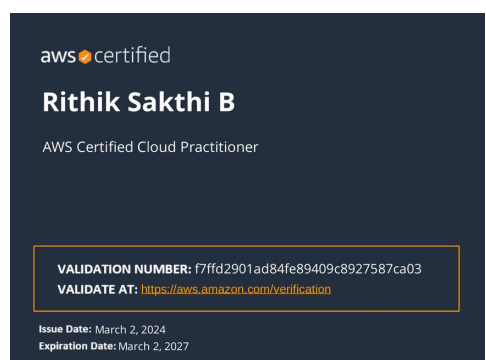 aws certified
Rithik Sakthi B
AWS Certified Cloud Practitioner
VALIDATION NUMBER: f7ffd2901ad84fe89409c8927587ca03
VALIDATE AT: https://aws.amazon.com/verification
Issue Date: March 2, 2024
Expiration Date: March 2, 2027